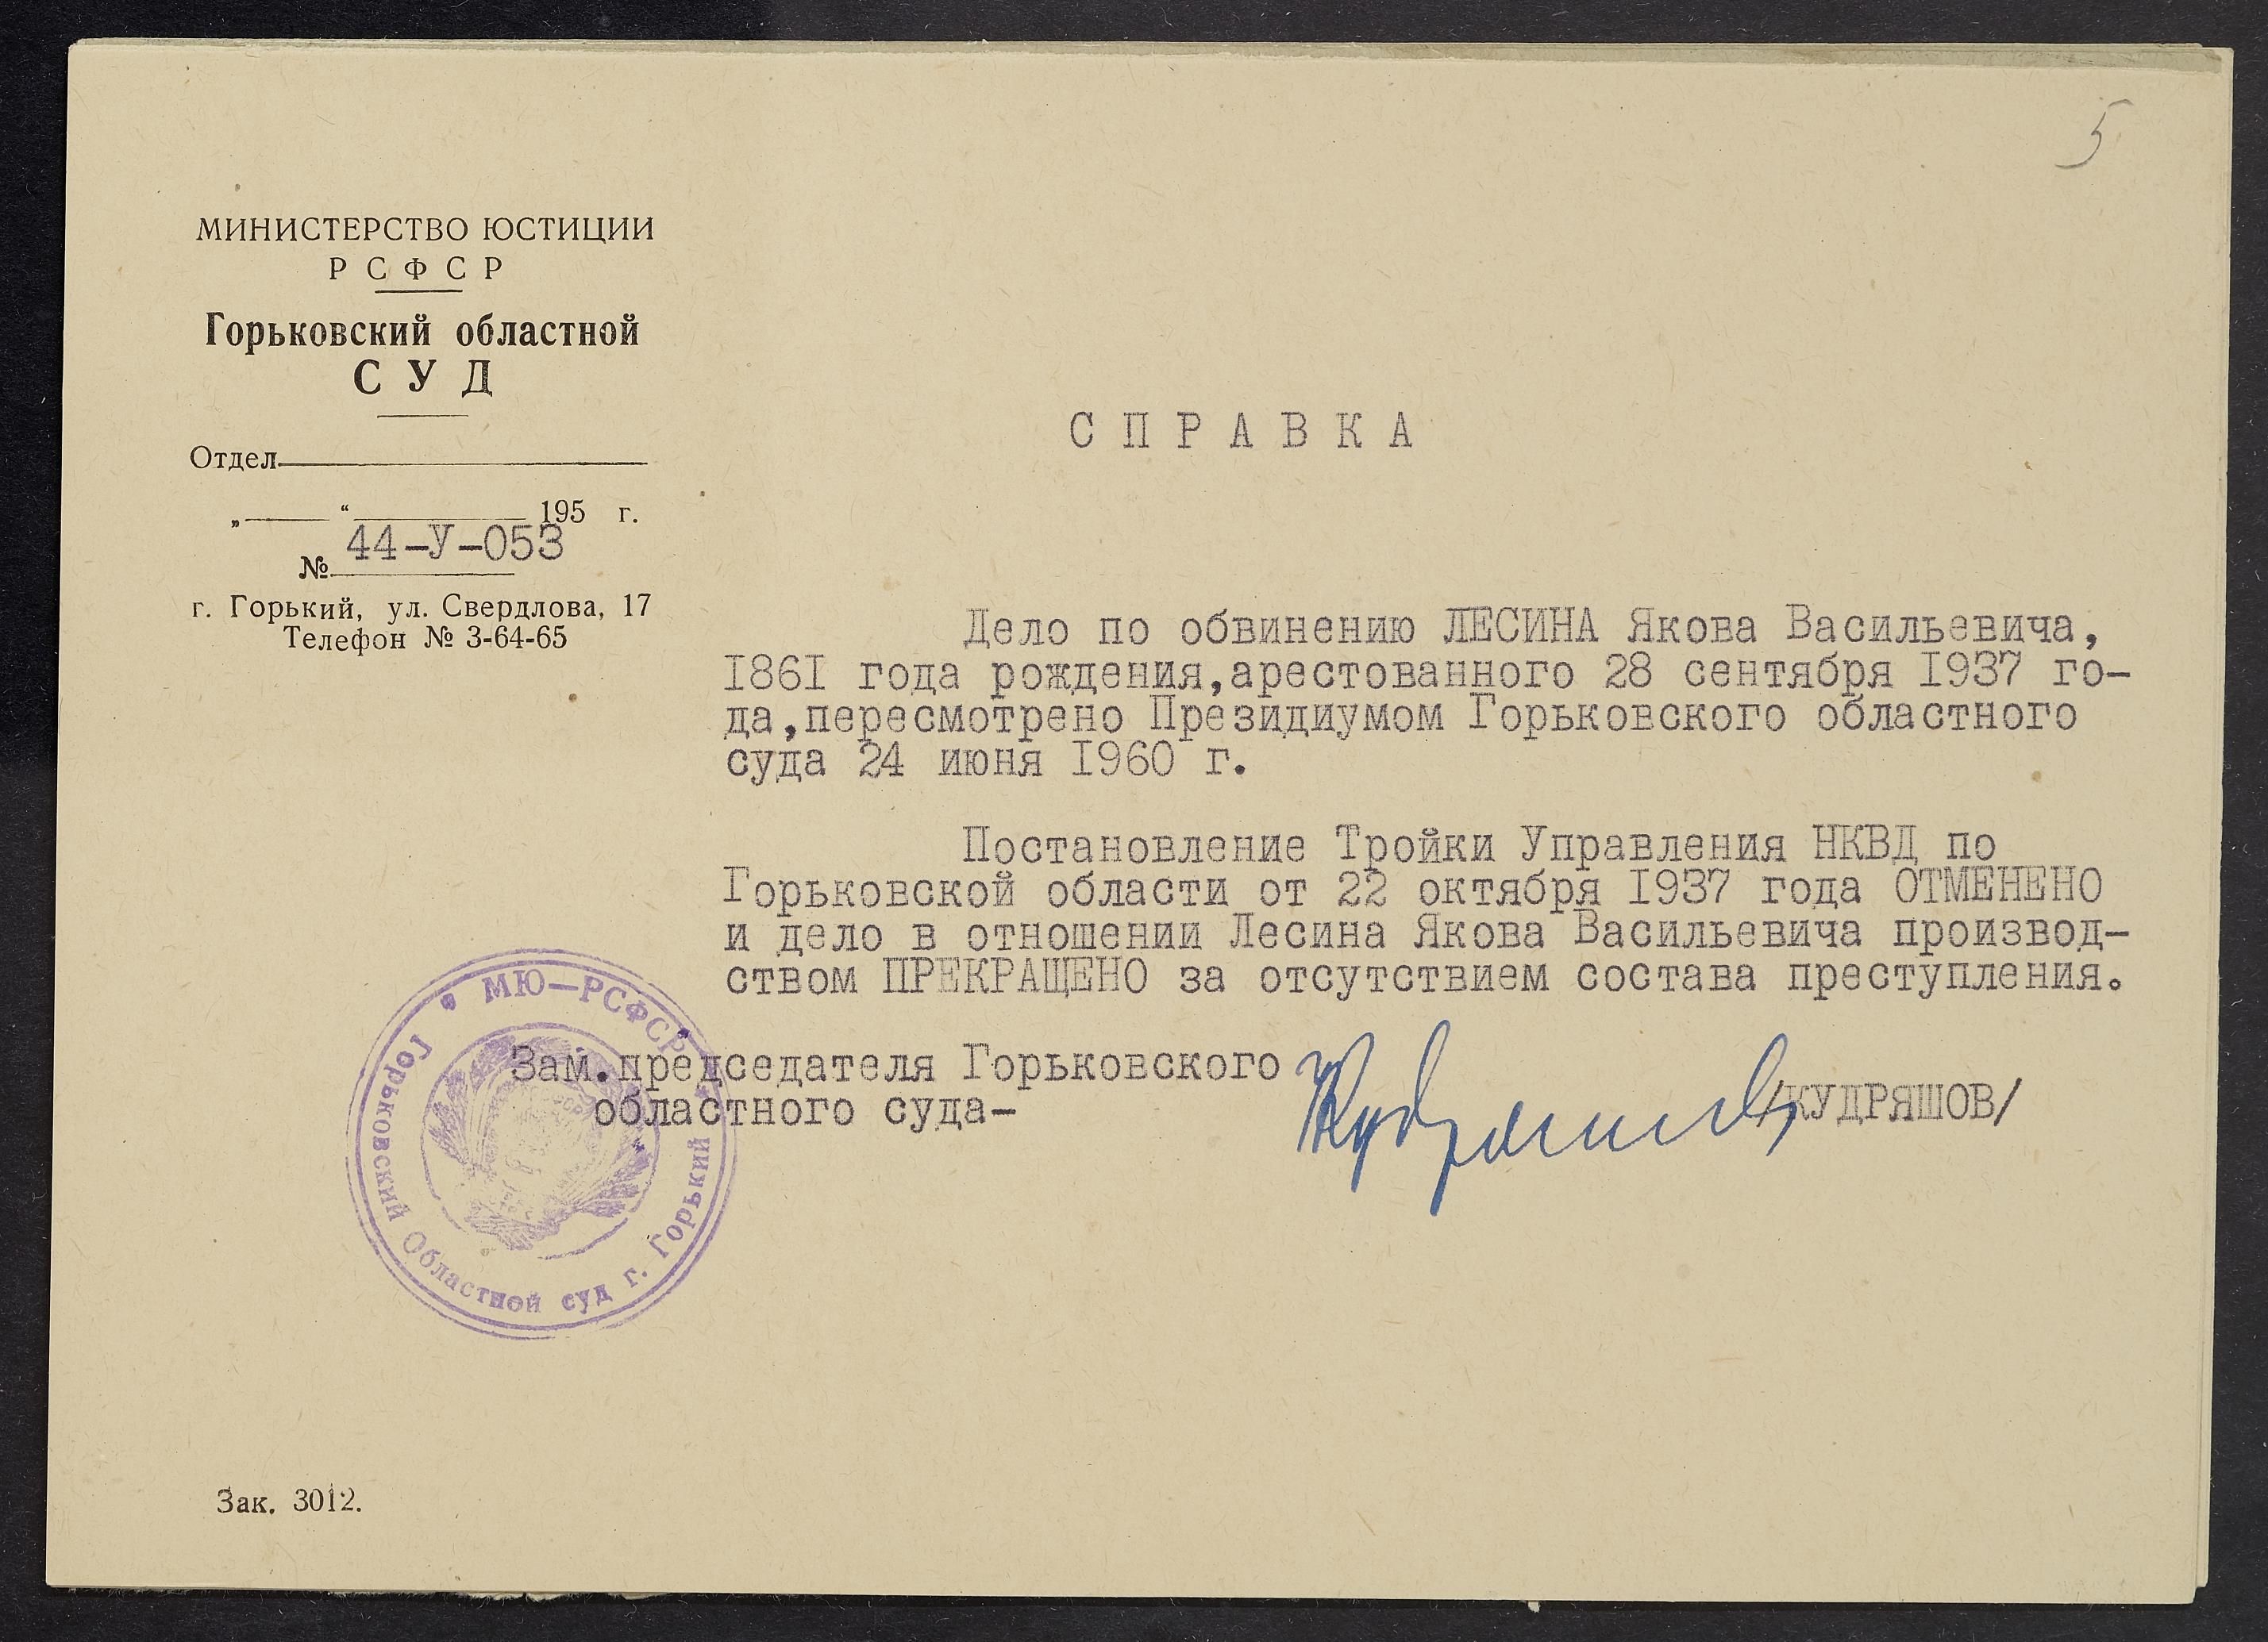 5
МИНИСТЕРСТВО ЮСТИЦИИ
Р С Ф С Р
Горьковский областной
С У Д
Отдел
„ “ 195 г.
№ 44-У-053
г. Горький, ул. Свердлова, 17
Телефон № 3-64-65
С П Р А В К А
Дело по обвинению ЛЕСИНА Якова Васильевича,
1861 года рождения,арестованного 28 сентября 1937 го-
да,пересмотрено Президиумом Горьковского областного
суда 24 июня 1960 г.
Постановление Тройки Управления НКВД по
Горьковской области от 22 октября 1937 года ОТМЕНЕНО
и дело в отношении Лесина Якова Васильевича производ-
ством ПРЕКРАЩЕНО за отсутствием состава преступления.
Зам.председателя Горьковского
областного суда-
Кудряшов
/КУДРЯШОВ/
МЮ—РСФСР
Горьковский Областной суд г. Горький
Зак. 3012.